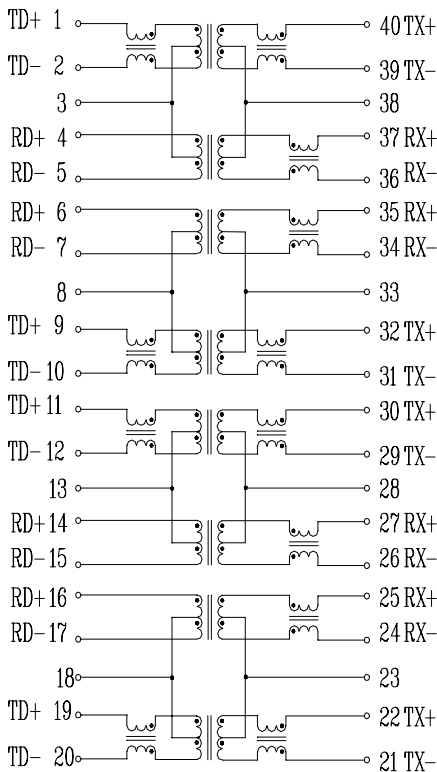 TD+ 1 40 TX+
TD- 2 39 TX-
3 38
RD+ 4 37 RX+
RD- 5 36 RX-
RD+ 6 35 RX+
RD- 7 34 RX-
8 33
TD+ 9 32 TX+
TD- 10 31 TX-
TD+ 11 30 TX+
TD- 12 29 TX-
13 28
RD+ 14 27 RX+
RD- 15 26 RX-
RD+ 16 25 RX+
RD- 17 24 RX-
18 23
TD+ 19 22 TX+
TD- 20 21 TX-